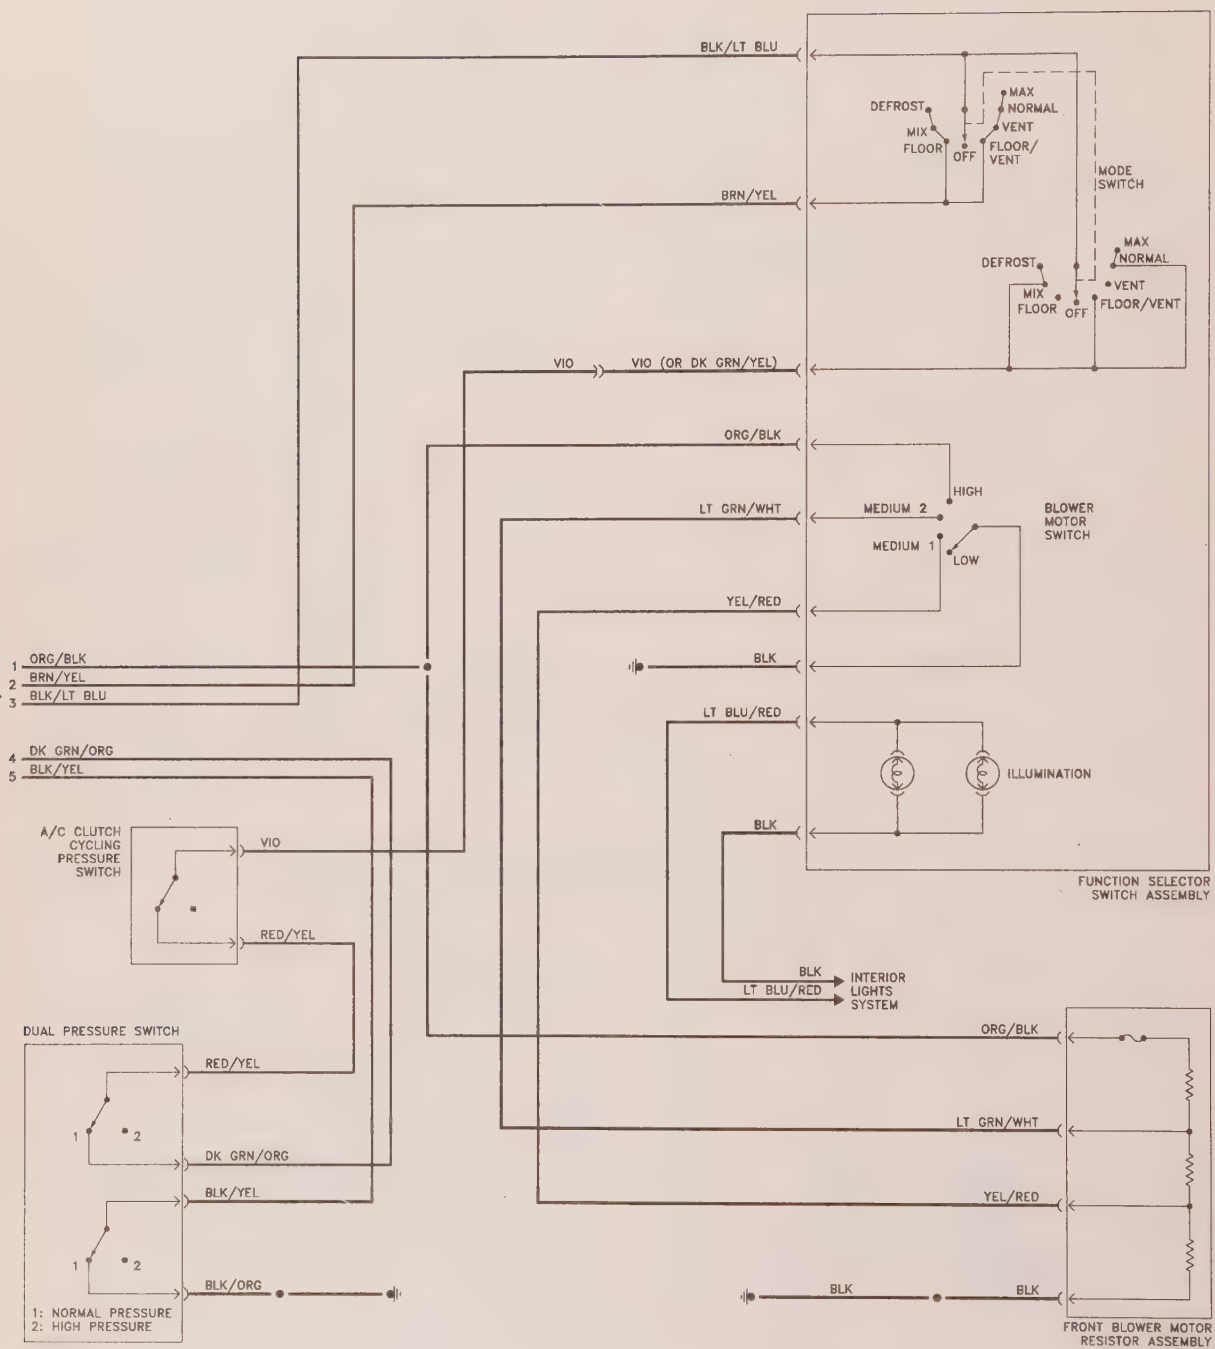 BLK/LT BLU
MAX
DEFROST
NORMAL
MIX
VENT
FLOOR
OFF
FLOOR/
VENT
MODE
SWITCH
BRN/YEL
MAX
DEFROST
NORMAL
MIX
VENT
FLOOR
OFF
FLOOR/VENT
VIO
VIO (OR DK GRN/YEL)
ORG/BLK
HIGH
LT GRN/WHT
MEDIUM 2
BLOWER
MOTOR
SWITCH
MEDIUM 1
LOW
YEL/RED
1 ORG/BLK
BLK
2 BRN/YEL
3 BLK/LT BLU
LT BLU/RED
4 DK GRN/ORG
5 BLK/YEL
ILLUMINATION
A/C CLUTCH
CYCLING
PRESSURE
SWITCH
VIO
BLK
FUNCTION SELECTOR
SWITCH ASSEMBLY
RED/YEL
BLK
LT BLU/RED
INTERIOR
LIGHTS
SYSTEM
DUAL PRESSURE SWITCH
ORG/BLK
RED/YEL
1 2
LT GRN/WHT
DK GRN/ORG
BLK/YEL
YEL/RED
1 2
BLK/ORG
BLK
BLK
1: NORMAL PRESSURE
2: HIGH PRESSURE
FRONT BLOWER MOTOR
RESISTOR ASSEMBLY